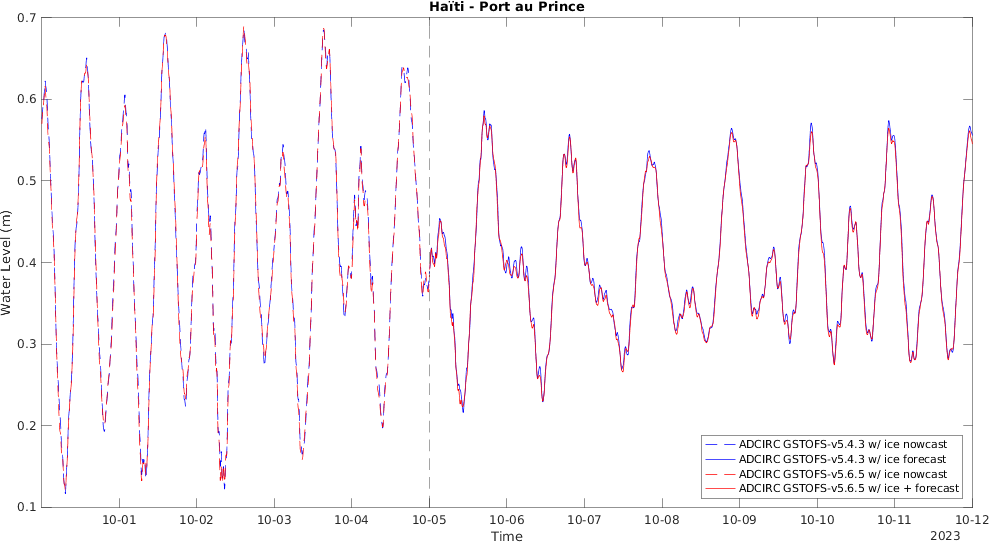 Haïti - Port au Prince
0.7
0.6
0.5
0.4
0.3
0.2
0.1
Water Level (m)
ADCIRC GSTOFS-v5.4.3 w/ ice nowcast
ADCIRC GSTOFS-v5.4.3 w/ ice forecast
ADCIRC GSTOFS-v5.6.5 w/ ice nowcast
ADCIRC GSTOFS-v5.6.5 w/ ice + forecast
10-01 10-02 10-03 10-04 10-05 10-06 10-07 10-08 10-09 10-10 10-11 10-12
Time
2023